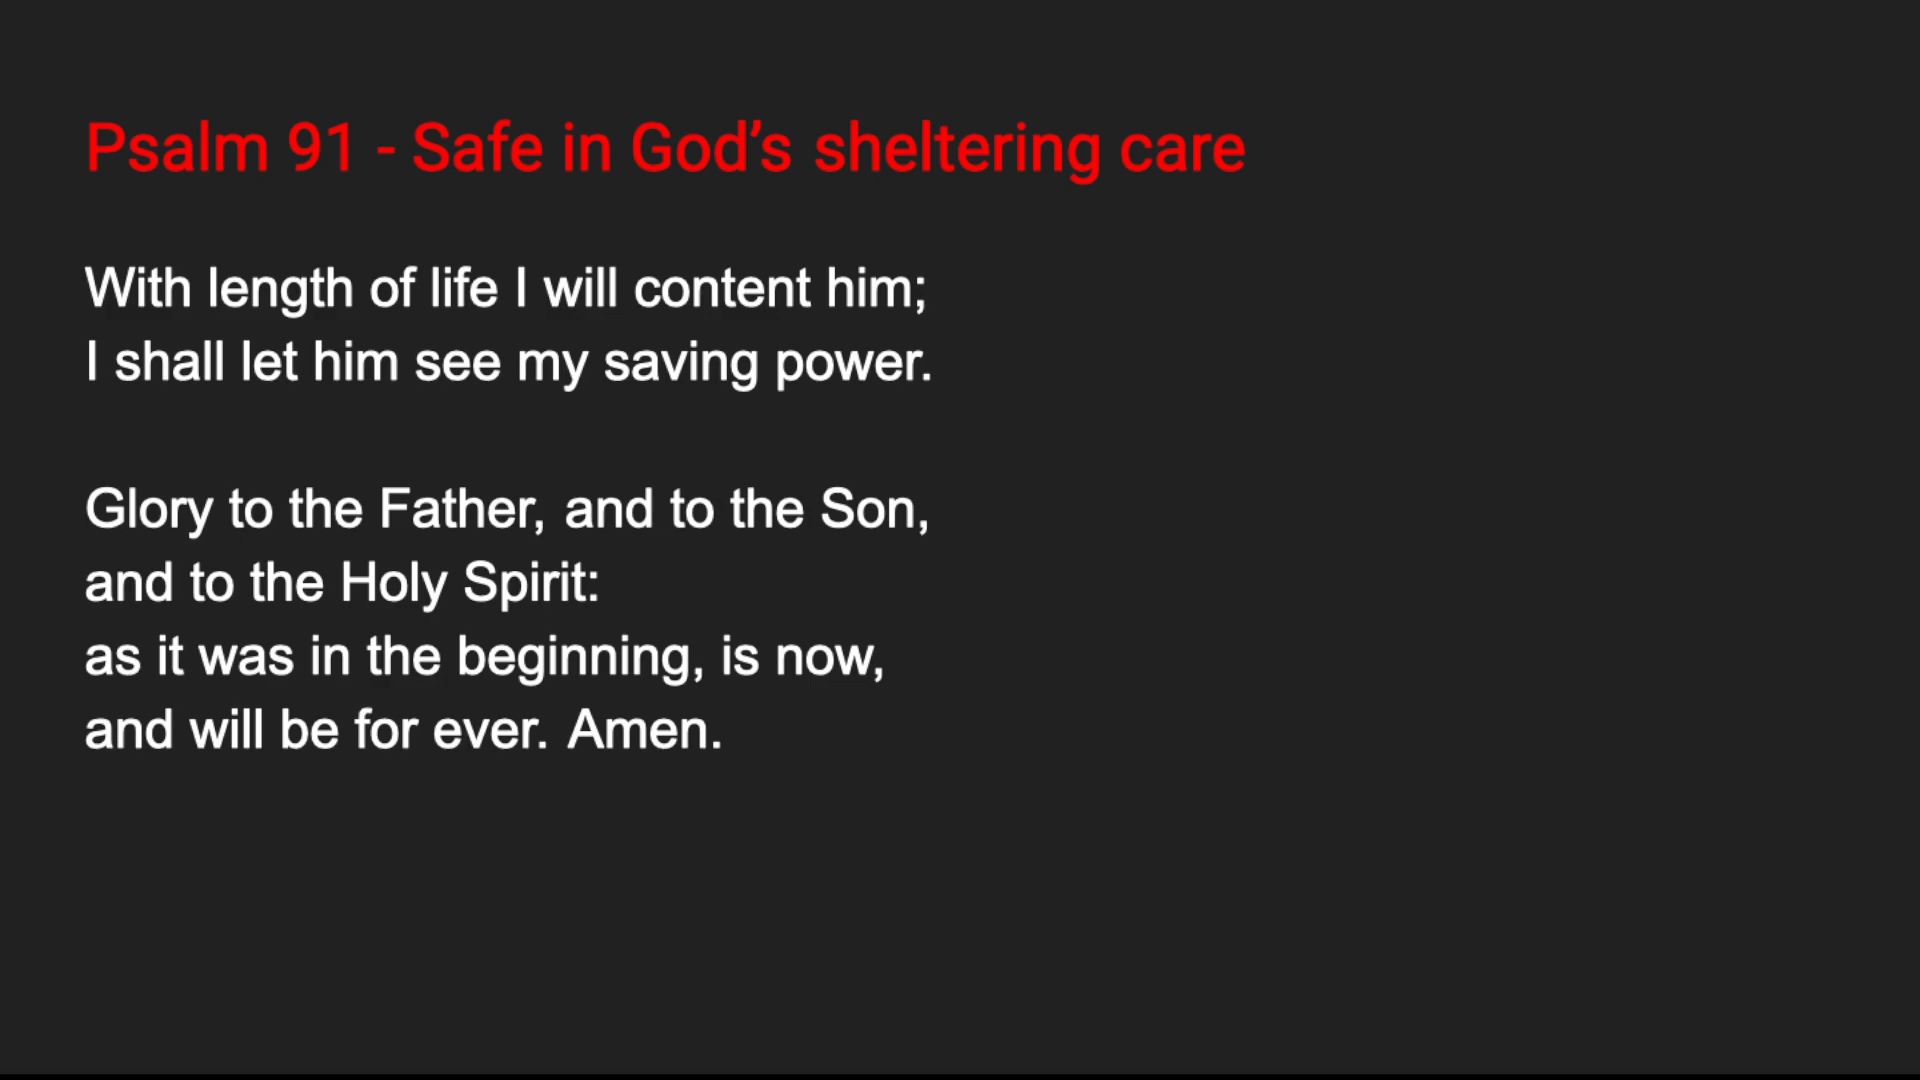 Psalm 91 - Safe in God’s sheltering care
With length of life I will content him;
I shall let him see my saving power.
Glory to the Father, and to the Son,
and to the Holy Spirit:
as it was in the beginning, is now,
and will be for ever. Amen.